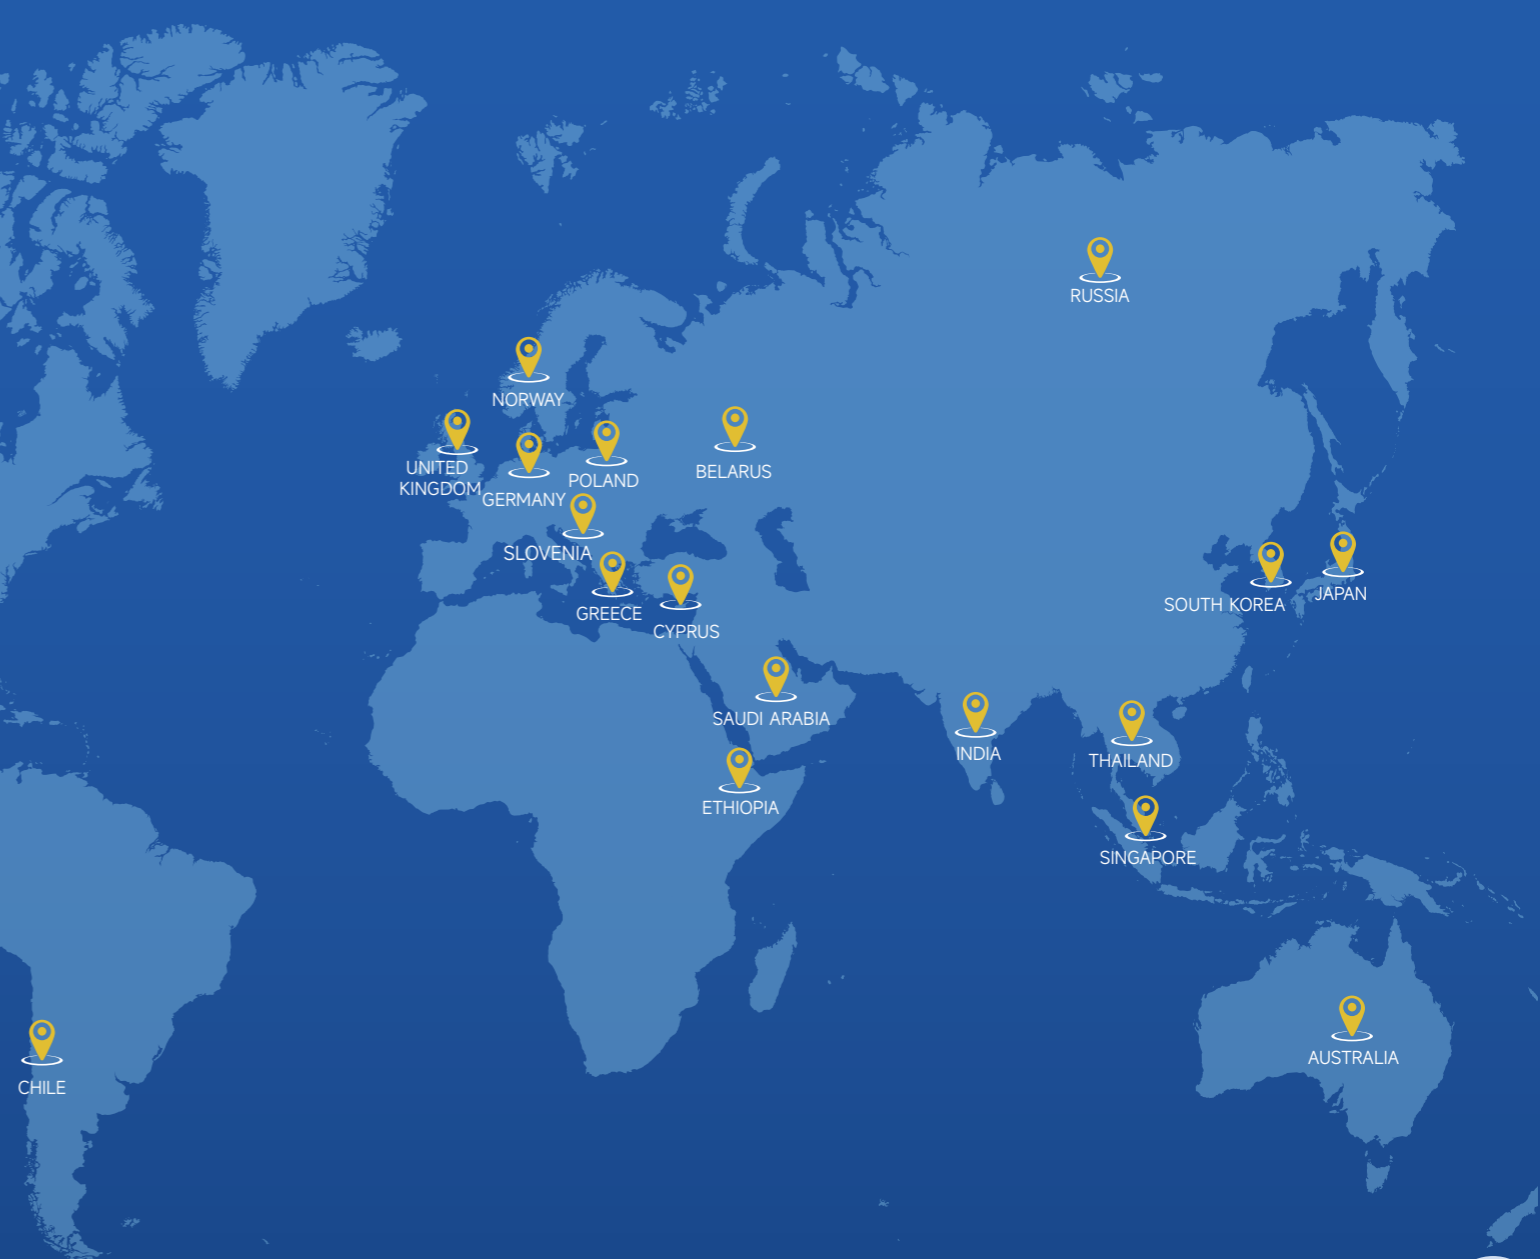 RUSSIA
NORWAY
UNITED
KINGDOM
GERMANY
POLAND
BELARUS
SLOVENIA
GREECE
CYPRUS
SOUTH KOREA
JAPAN
SAUDI ARABIA
INDIA
THAILAND
ETHIOPIA
SINGAPORE
AUSTRALIA
CHILE